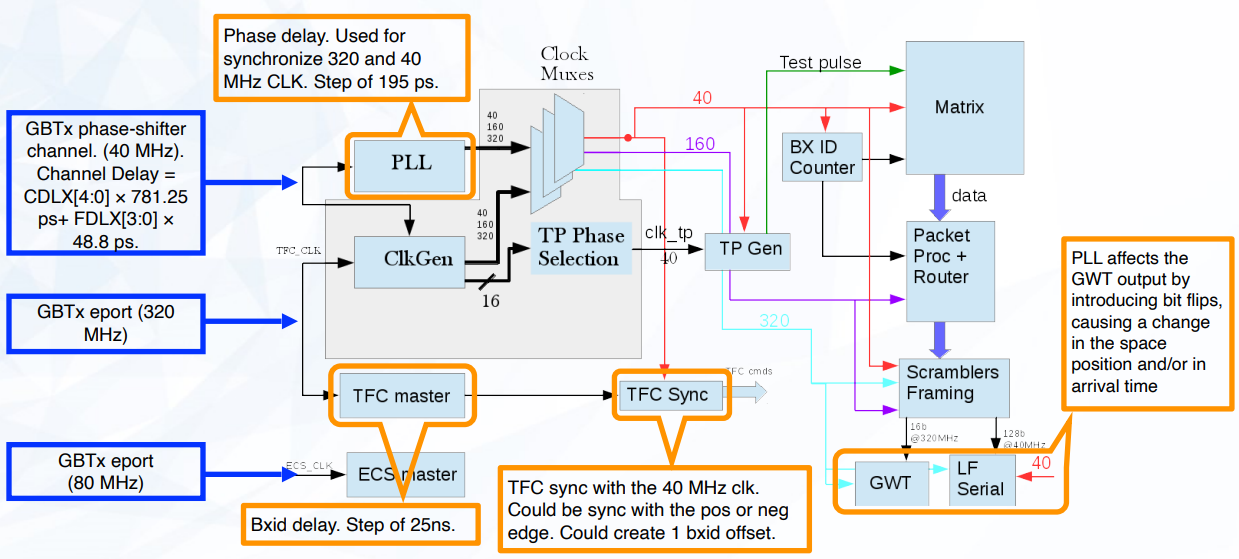 Phase delay. Used for
synchronize 320 and 40
MHz CLK. Step of 195 ps.
Clock
Muxes
GBTx phase-shifter
channel. (40 MHz).
Channel Delay =
CDLX[4:0] × 781.25
ps+ FDLX[3:0] ×
48.8 ps.
PLL
40
160
320
40
160
320
Test pulse
40
160
Matrix
BX ID
Counter
data
TFC_CLK
ClkGen
16
TP Phase
Selection
clk_tp
40
TP Gen
Packet
Proc +
Router
GBTx eport (320
MHz)
320
PLL affects the
GWT output by
introducing bit flips,
causing a change
in the space
position and/or in
arrival time
TFC master
TFC Sync
TFC cmds
Scramblers
Framing
16b
@320MHz
128b
@40MHz
GBTx eport
(80 MHz)
ECS_CLK
ECS master
GWT
LF
Serial
40
Bxid delay. Step of 25ns.
TFC sync with the 40 MHz clk.
Could be sync with the pos or neg
edge. Could create 1 bxid offset.